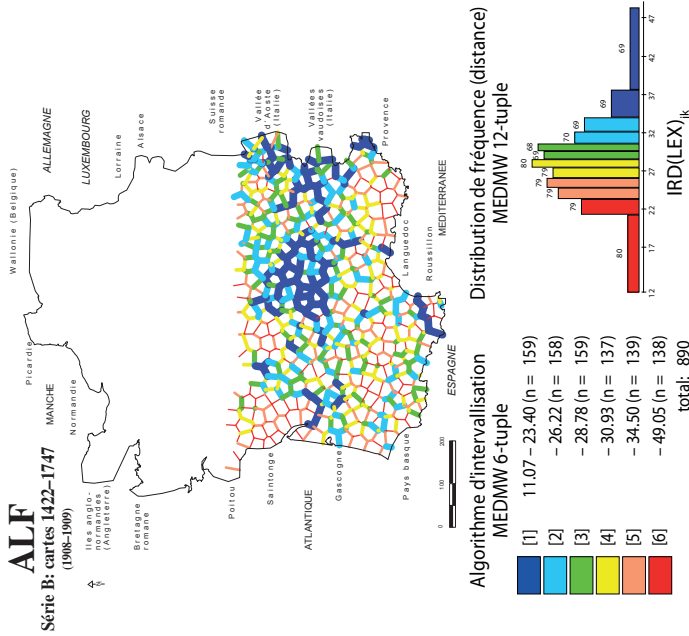 ALF
Série B: cartes 1422–1747
(1908–1909)
N
Wallonie (Belgique)
Picardie
MANCHE
Normandie
Iles anglo-
normandes
(Angleterre)
Bretagne
romane
ALLEMAGNE
LUXEMBOURG
Lorraine
Alsace
Suisse
romande
Vallée
d'Aoste
(Italie)
Vallées
vaudoises
(Italie)
Provence
Poitou
Saintonge
ATLANTIQUE
Gascogne
Pays basque
Languedoc
Roussillon
MEDITERRANEE
ESPAGNE
0 100 200
Algorithme d'intervallisation
MEDMW 6-tuple
[1] 11.07 – 23.40 (n = 159)
[2] – 26.22 (n = 158)
[3] – 28.78 (n = 159)
[4] – 30.93 (n = 137)
[5] – 34.50 (n = 139)
[6] – 49.05 (n = 138)
total: 890
Distribution de fréquence (distance)
MEDMW 12-tuple
80 79 79 79 80 69 68 70 69 69
12 17 22 27 32 37 42 47
IRD(LEX)ik